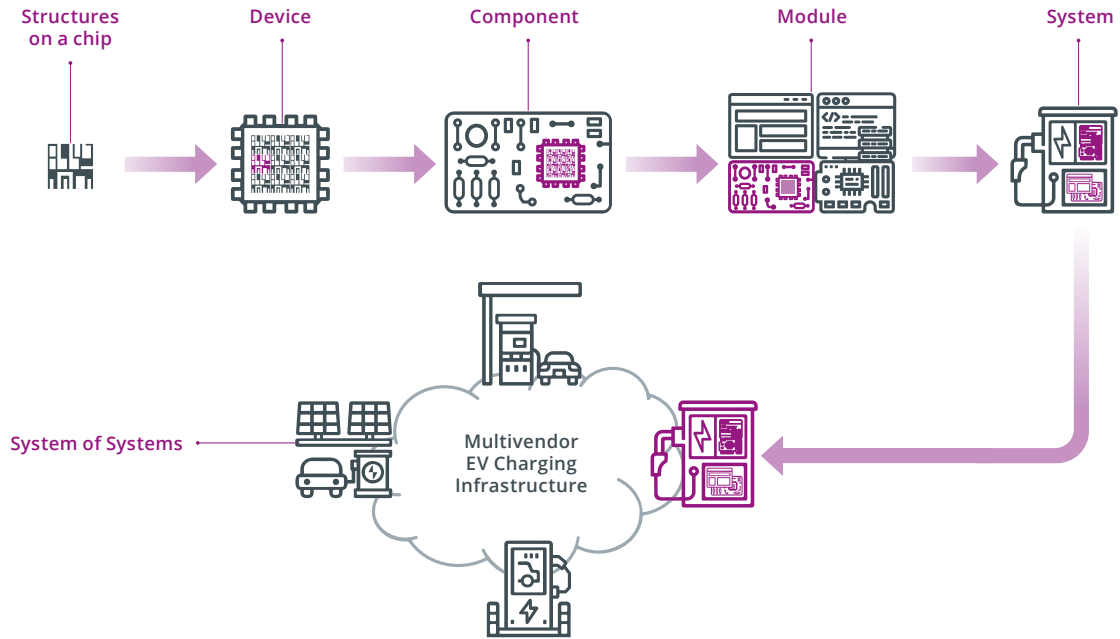 Structures
on a chip
Device
Component
Module
System
</>
System of Systems
Multivendor
EV Charging
Infrastructure